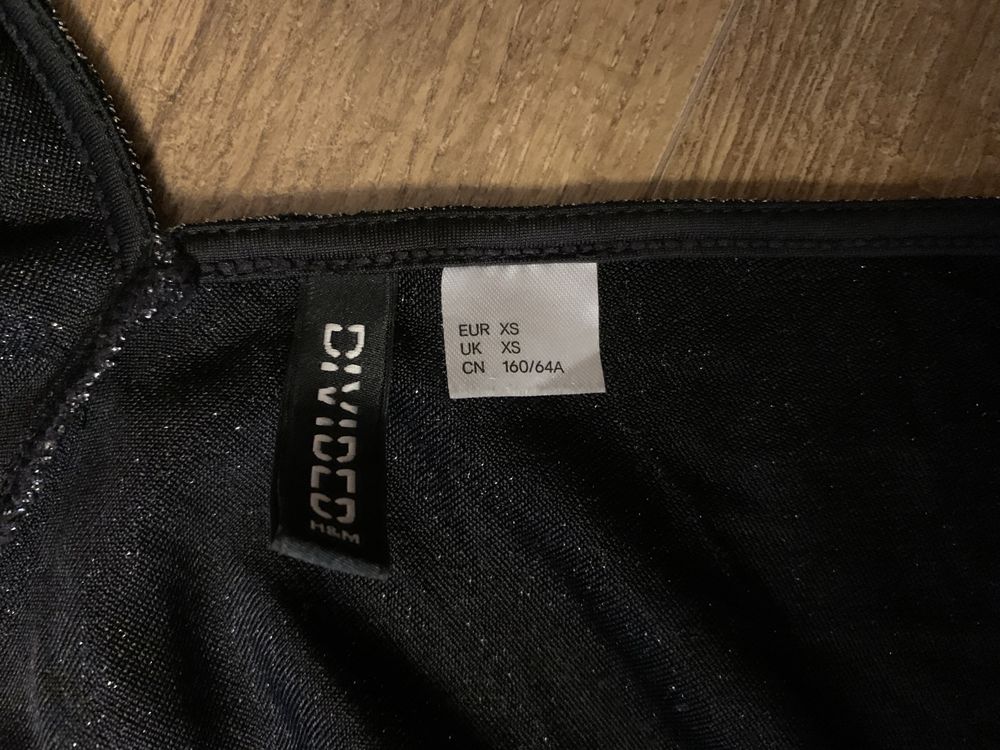 DIVIDED
H&M
EUR XS
UK XS
CN 160/64A